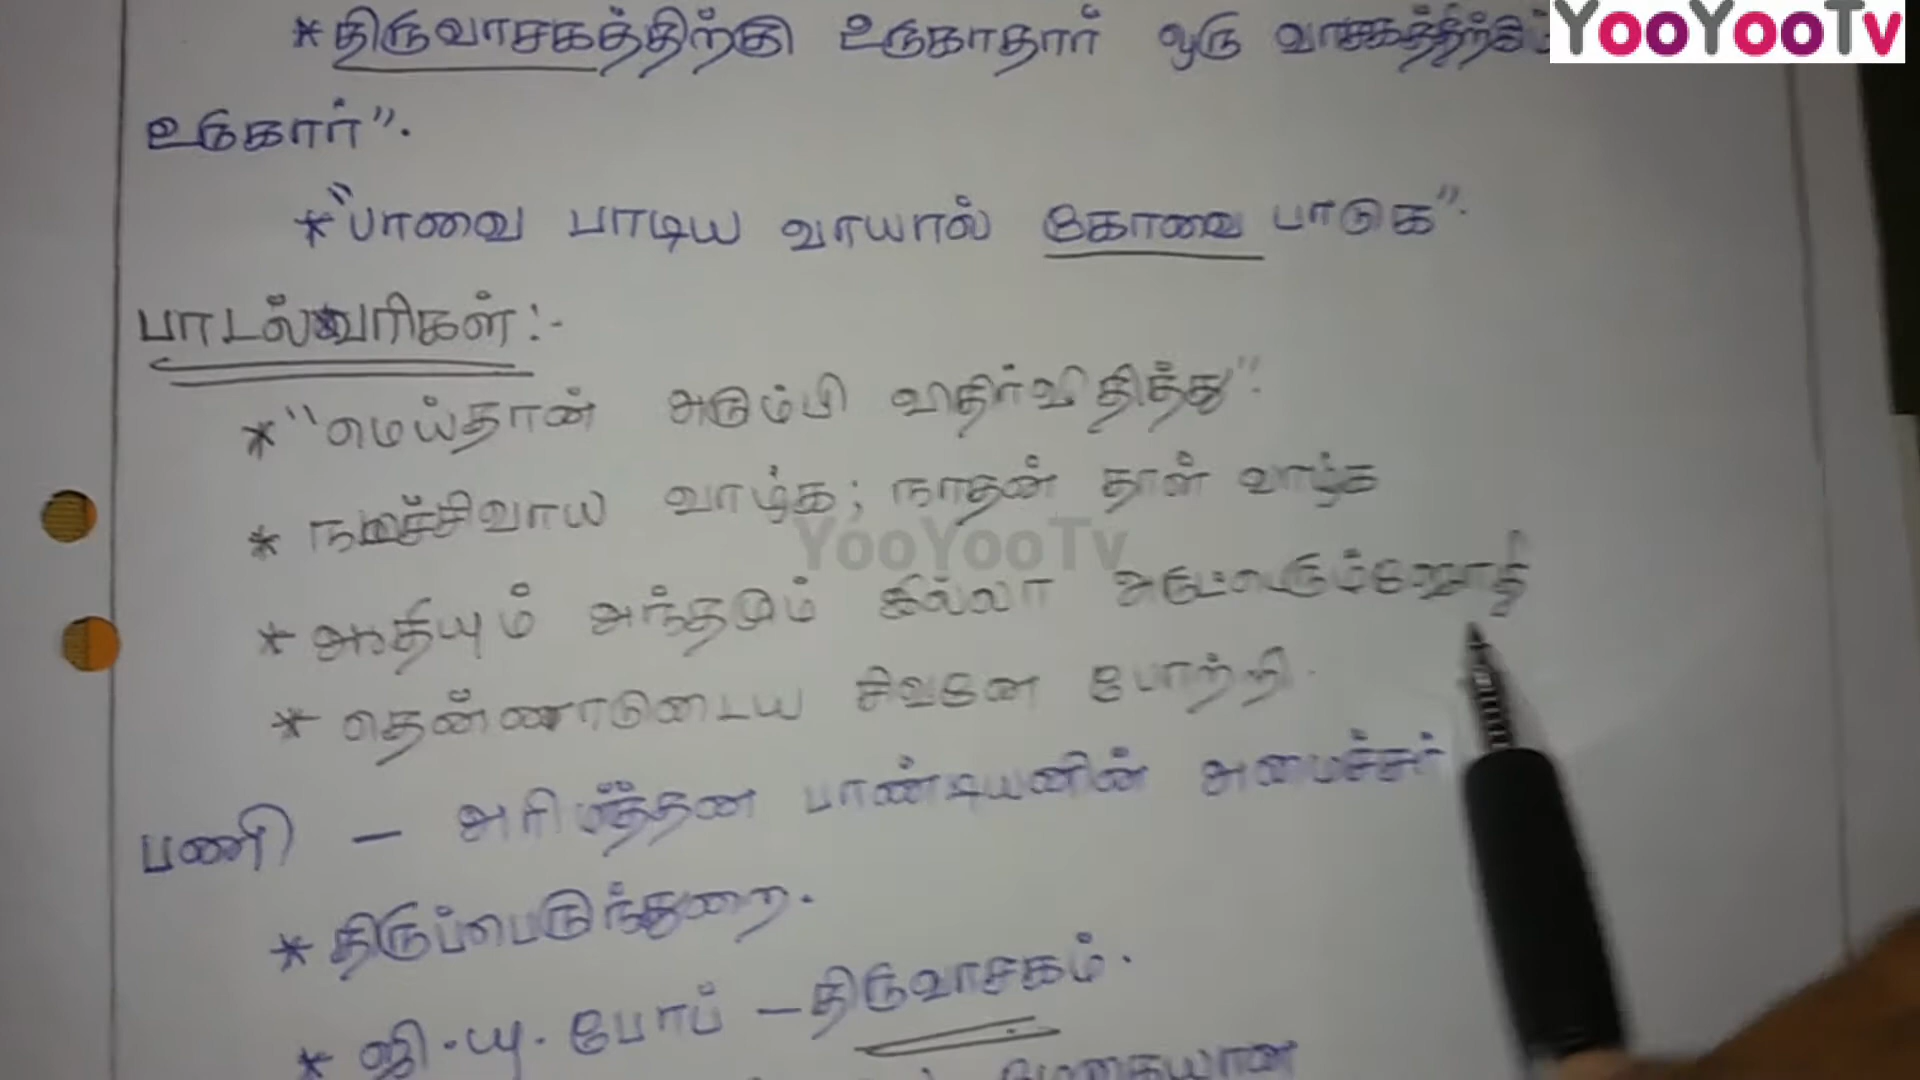 YooYooTv
*திருவாசகத்திற்கு உருகாதார் ஒரு வாசகத்திற்கும்
உருகார்".
*"பாவை பாடிய வாயால் கோவை பாடுக".
பாடல்வரிகள்:-
*"மெய்தான் அரும்பி விதிர்விதித்து".
* நமச்சிவாய வாழ்க; நாதன் தாள் வாழ்க
YooYooTv
* ஆதியும் அந்தமும் இல்லா அரும்பெரும்ஜோதி
* தென்னாடுடைய சிவனே போற்றி.
பணி - அரிமர்த்தன பாண்டியனின் அமைச்சர்
* திருப்பெருந்துறை.
* ஜி.யு. போப் - திருவாசகம்.